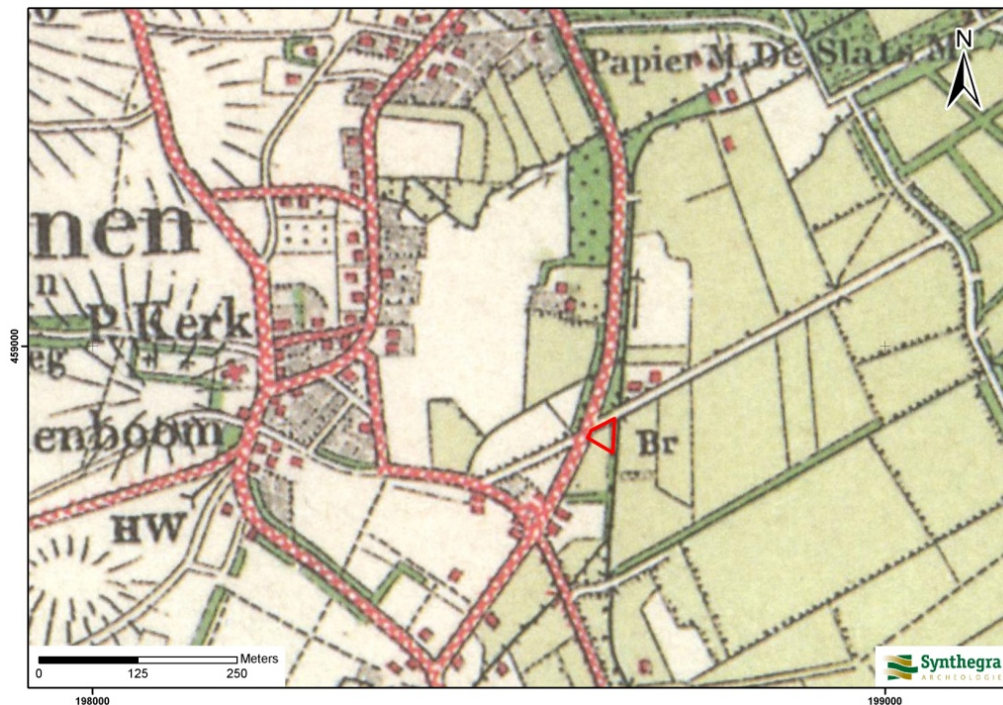 Papier M. De Slats M.
N
nen
n
P. Kerk
eg
enboom
Br
HW
459000
Meters
0 125 250
Synthegra
ARCHEOLOGIE
198000 199000